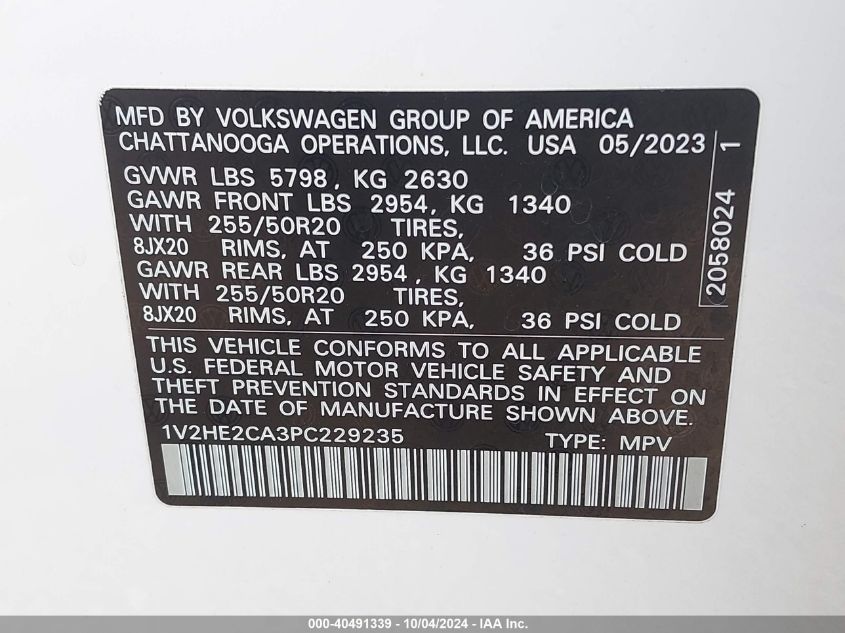 MFD BY VOLKSWAGEN GROUP OF AMERICA
CHATTANOOGA OPERATIONS, LLC. USA 05/2023
GVWR LBS 5798, KG 2630
GAWR FRONT LBS 2954, KG 1340
WITH 255/50R20 TIRES,
8JX20 RIMS, AT 250 KPA, 36 PSI COLD
GAWR REAR LBS 2954, KG 1340
WITH 255/50R20 TIRES,
8JX20 RIMS, AT 250 KPA, 36 PSI COLD
2058024 1
THIS VEHICLE CONFORMS TO ALL APPLICABLE
U.S. FEDERAL MOTOR VEHICLE SAFETY AND
THEFT PREVENTION STANDARDS IN EFFECT ON
THE DATE OF MANUFACTURE SHOWN ABOVE.
1V2HE2CA3PC229235 TYPE: MPV
000-40491339 - 10/04/2024 - IAA Inc.